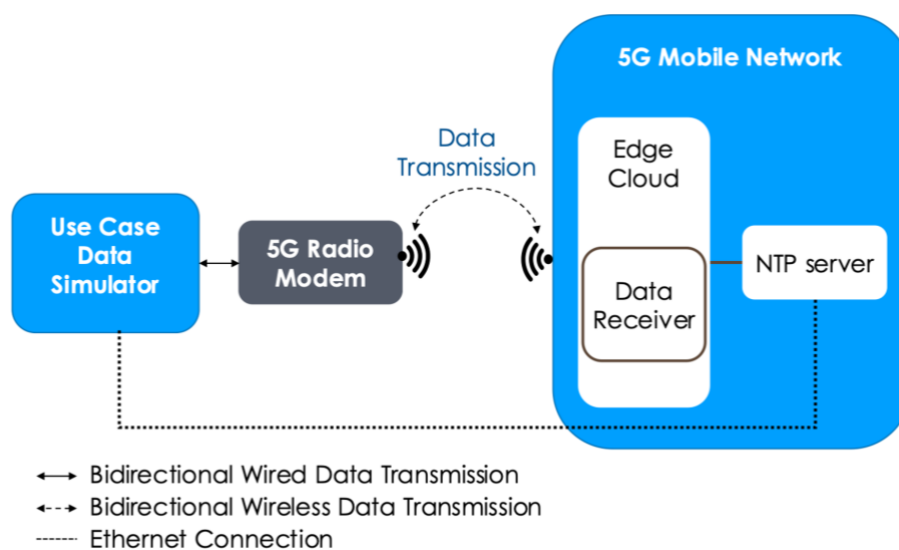 5G Mobile Network
Data
Transmission
Edge
Cloud
Use Case
Data
Simulator
5G Radio
Modem
NTP server
Data
Receiver
Bidirectional Wired Data Transmission
Bidirectional Wireless Data Transmission
Ethernet Connection